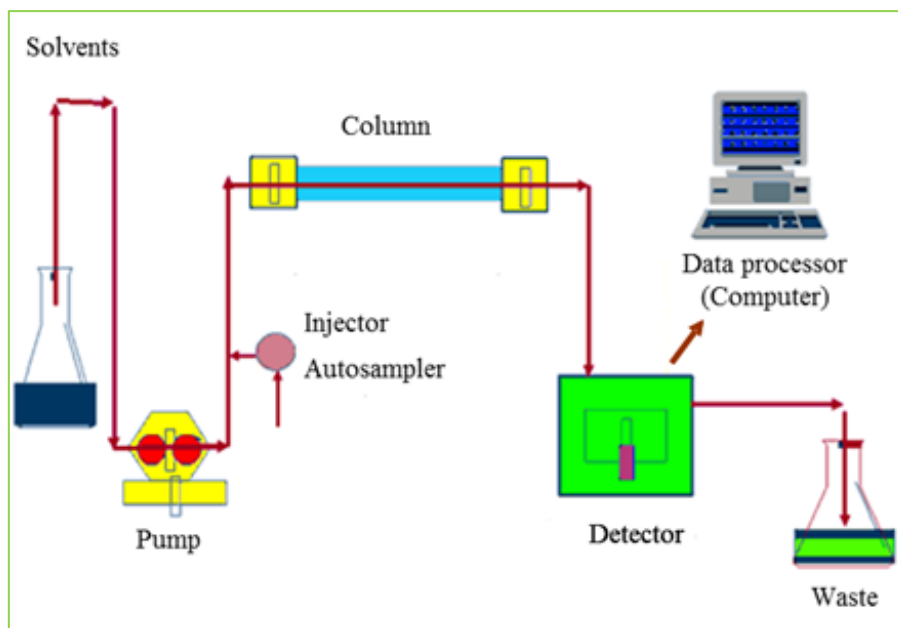 Solvents
Column
Data processor
(Computer)
Injector
Autosampler
Pump
Detector
Waste